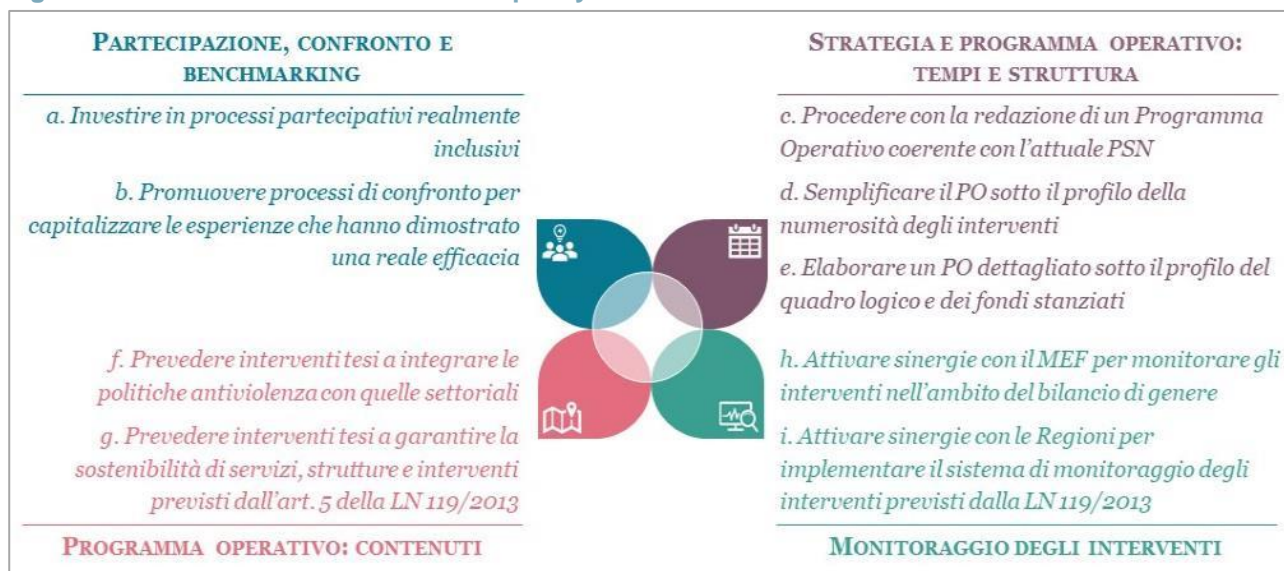 PARTECIPAZIONE, CONFRONTO E
BENCHMARKING
a. Investire in processi partecipativi realmente
inclusivi
b. Promuovere processi di confronto per
capitalizzare le esperienze che hanno dimostrato
una reale efficacia
STRATEGIA E PROGRAMMA OPERATIVO:
TEMPI E STRUTTURA
c. Procedere con la redazione di un Programma
Operativo coerente con l'attuale PSN
d. Semplificare il PO sotto il profilo della
numerosità degli interventi
e. Elaborare un PO dettagliato sotto il profilo del
quadro logico e dei fondi stanziati
f. Prevedere interventi tesi a integrare le
politiche antiviolenza con quelle settoriali
g. Prevedere interventi tesi a garantire la
sostenibilità di servizi, strutture e interventi
previsti dall'art. 5 della LN 119/2013
PROGRAMMA OPERATIVO: CONTENUTI
h. Attivare sinergie con il MEF per monitorare gli
interventi nell'ambito del bilancio di genere
i. Attivare sinergie con le Regioni per
implementare il sistema di monitoraggio degli
interventi previsti dalla LN 119/2013
MONITORAGGIO DEGLI INTERVENTI